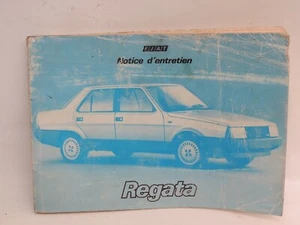 FIAT
Notice d'entretien
Regata